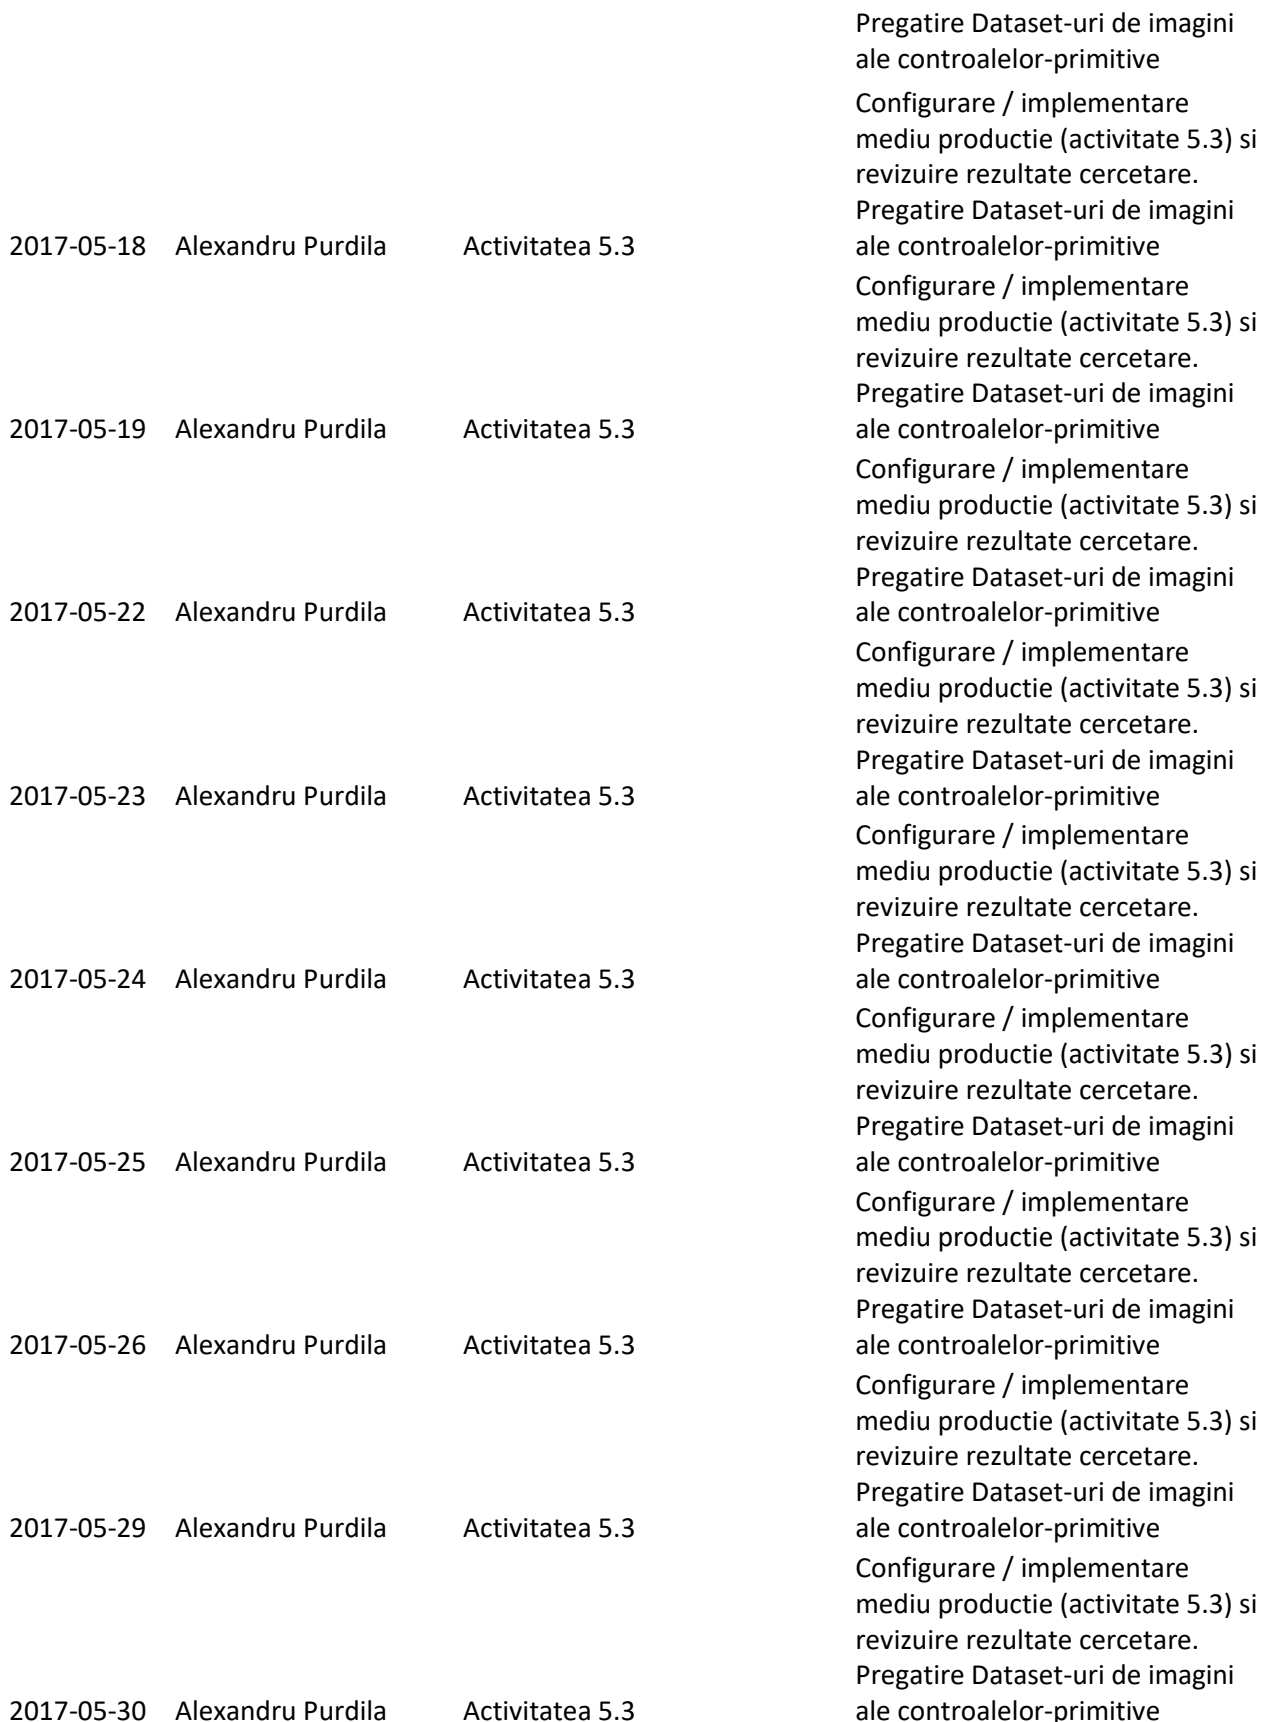 Pregatire Dataset-uri de imagini
ale controalelor-primitive
Configurare / implementare
mediu productie (activitate 5.3) si
revizuire rezultate cercetare.
Pregatire Dataset-uri de imagini
2017-05-18 Alexandru Purdila Activitatea 5.3 ale controalelor-primitive
Configurare / implementare
mediu productie (activitate 5.3) si
revizuire rezultate cercetare.
Pregatire Dataset-uri de imagini
2017-05-19 Alexandru Purdila Activitatea 5.3 ale controalelor-primitive
Configurare / implementare
mediu productie (activitate 5.3) si
revizuire rezultate cercetare.
Pregatire Dataset-uri de imagini
2017-05-22 Alexandru Purdila Activitatea 5.3 ale controalelor-primitive
Configurare / implementare
mediu productie (activitate 5.3) si
revizuire rezultate cercetare.
Pregatire Dataset-uri de imagini
2017-05-23 Alexandru Purdila Activitatea 5.3 ale controalelor-primitive
Configurare / implementare
mediu productie (activitate 5.3) si
revizuire rezultate cercetare.
Pregatire Dataset-uri de imagini
2017-05-24 Alexandru Purdila Activitatea 5.3 ale controalelor-primitive
Configurare / implementare
mediu productie (activitate 5.3) si
revizuire rezultate cercetare.
Pregatire Dataset-uri de imagini
2017-05-25 Alexandru Purdila Activitatea 5.3 ale controalelor-primitive
Configurare / implementare
mediu productie (activitate 5.3) si
revizuire rezultate cercetare.
Pregatire Dataset-uri de imagini
2017-05-26 Alexandru Purdila Activitatea 5.3 ale controalelor-primitive
Configurare / implementare
mediu productie (activitate 5.3) si
revizuire rezultate cercetare.
Pregatire Dataset-uri de imagini
2017-05-29 Alexandru Purdila Activitatea 5.3 ale controalelor-primitive
Configurare / implementare
mediu productie (activitate 5.3) si
revizuire rezultate cercetare.
Pregatire Dataset-uri de imagini
2017-05-30 Alexandru Purdila Activitatea 5.3 ale controalelor-primitive